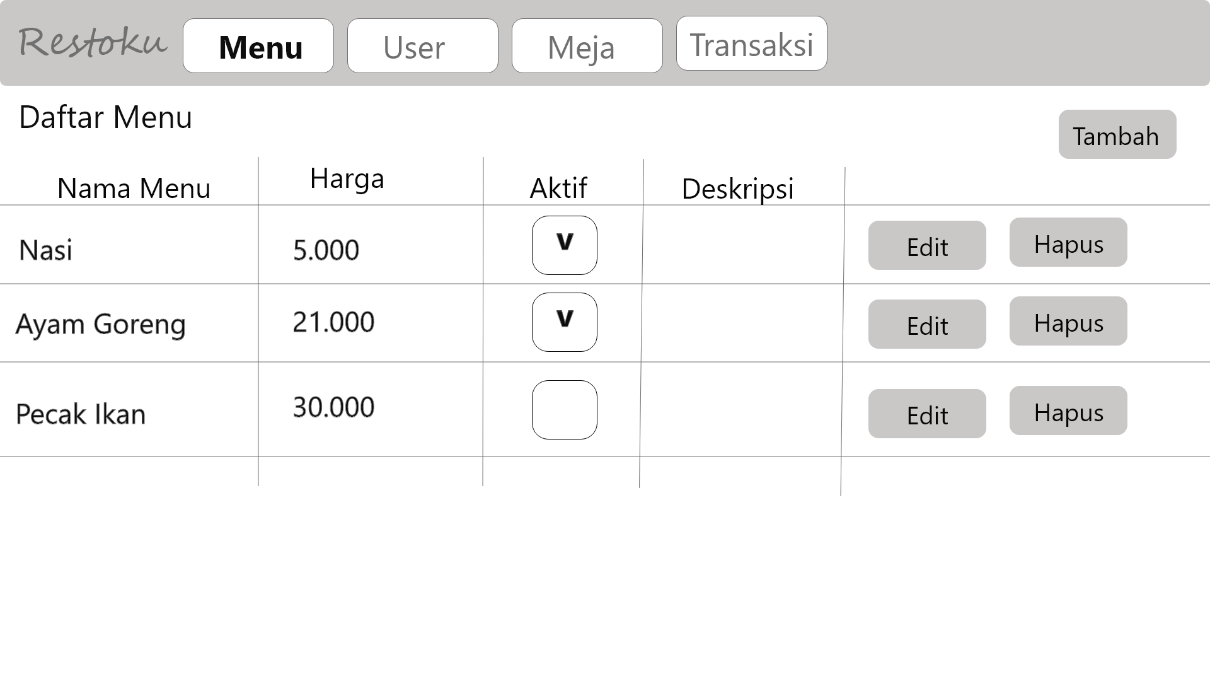 Restoku Menu User Meja Transaksi
Daftar Menu
Tambah
Nama Menu Harga Aktif Deskripsi
Nasi 5.000 v Edit Hapus
Ayam Goreng 21.000 v Edit Hapus
Pecak Ikan 30.000 Edit Hapus